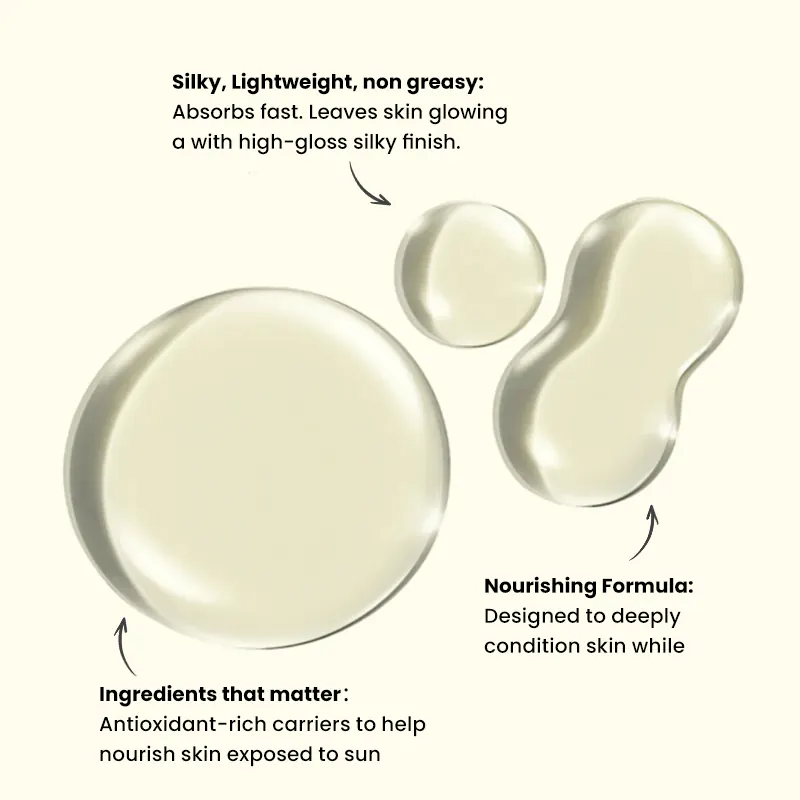 Silky, Lightweight, non greasy:
Absorbs fast. Leaves skin glowing
a with high-gloss silky finish.
Nourishing Formula:
Designed to deeply
condition skin while
Ingredients that matter:
Antioxidant-rich carriers to help
nourish skin exposed to sun